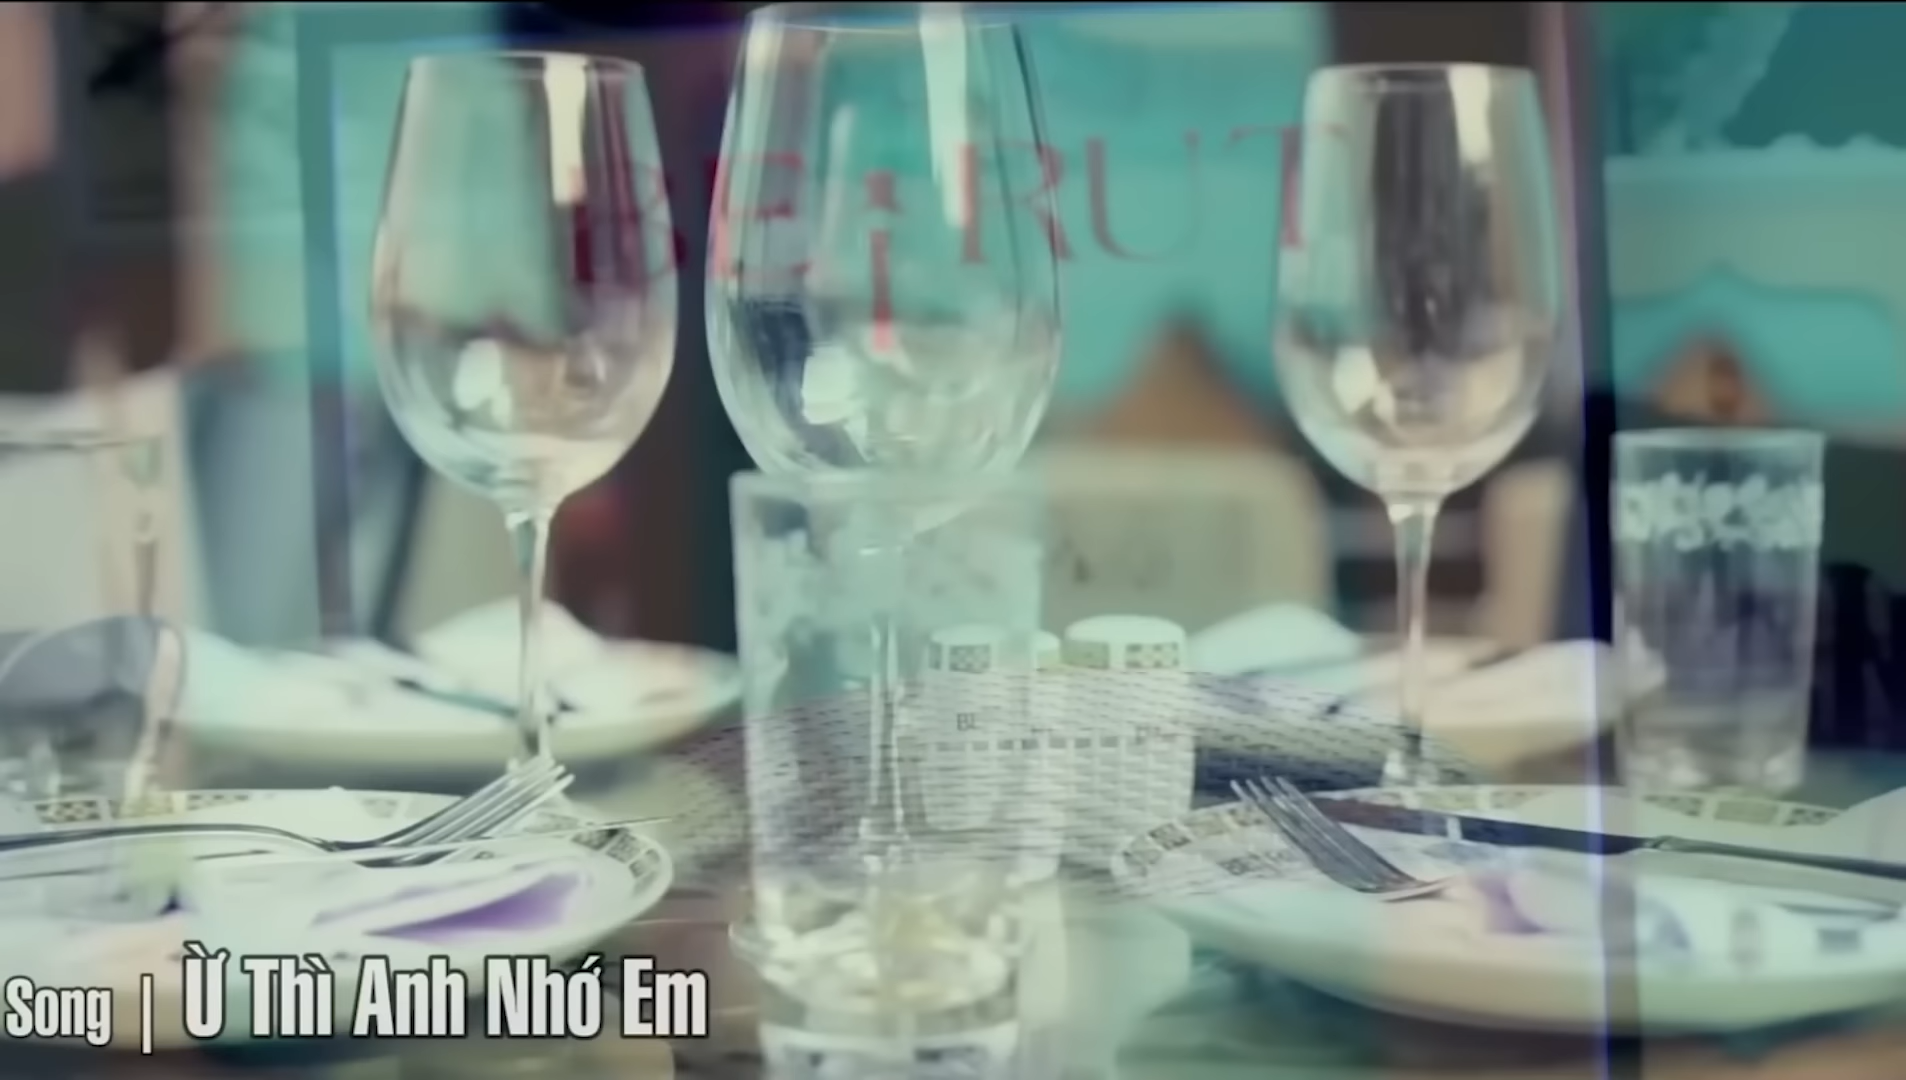 BEiRUT
Song | Ừ Thì Anh Nhớ Em